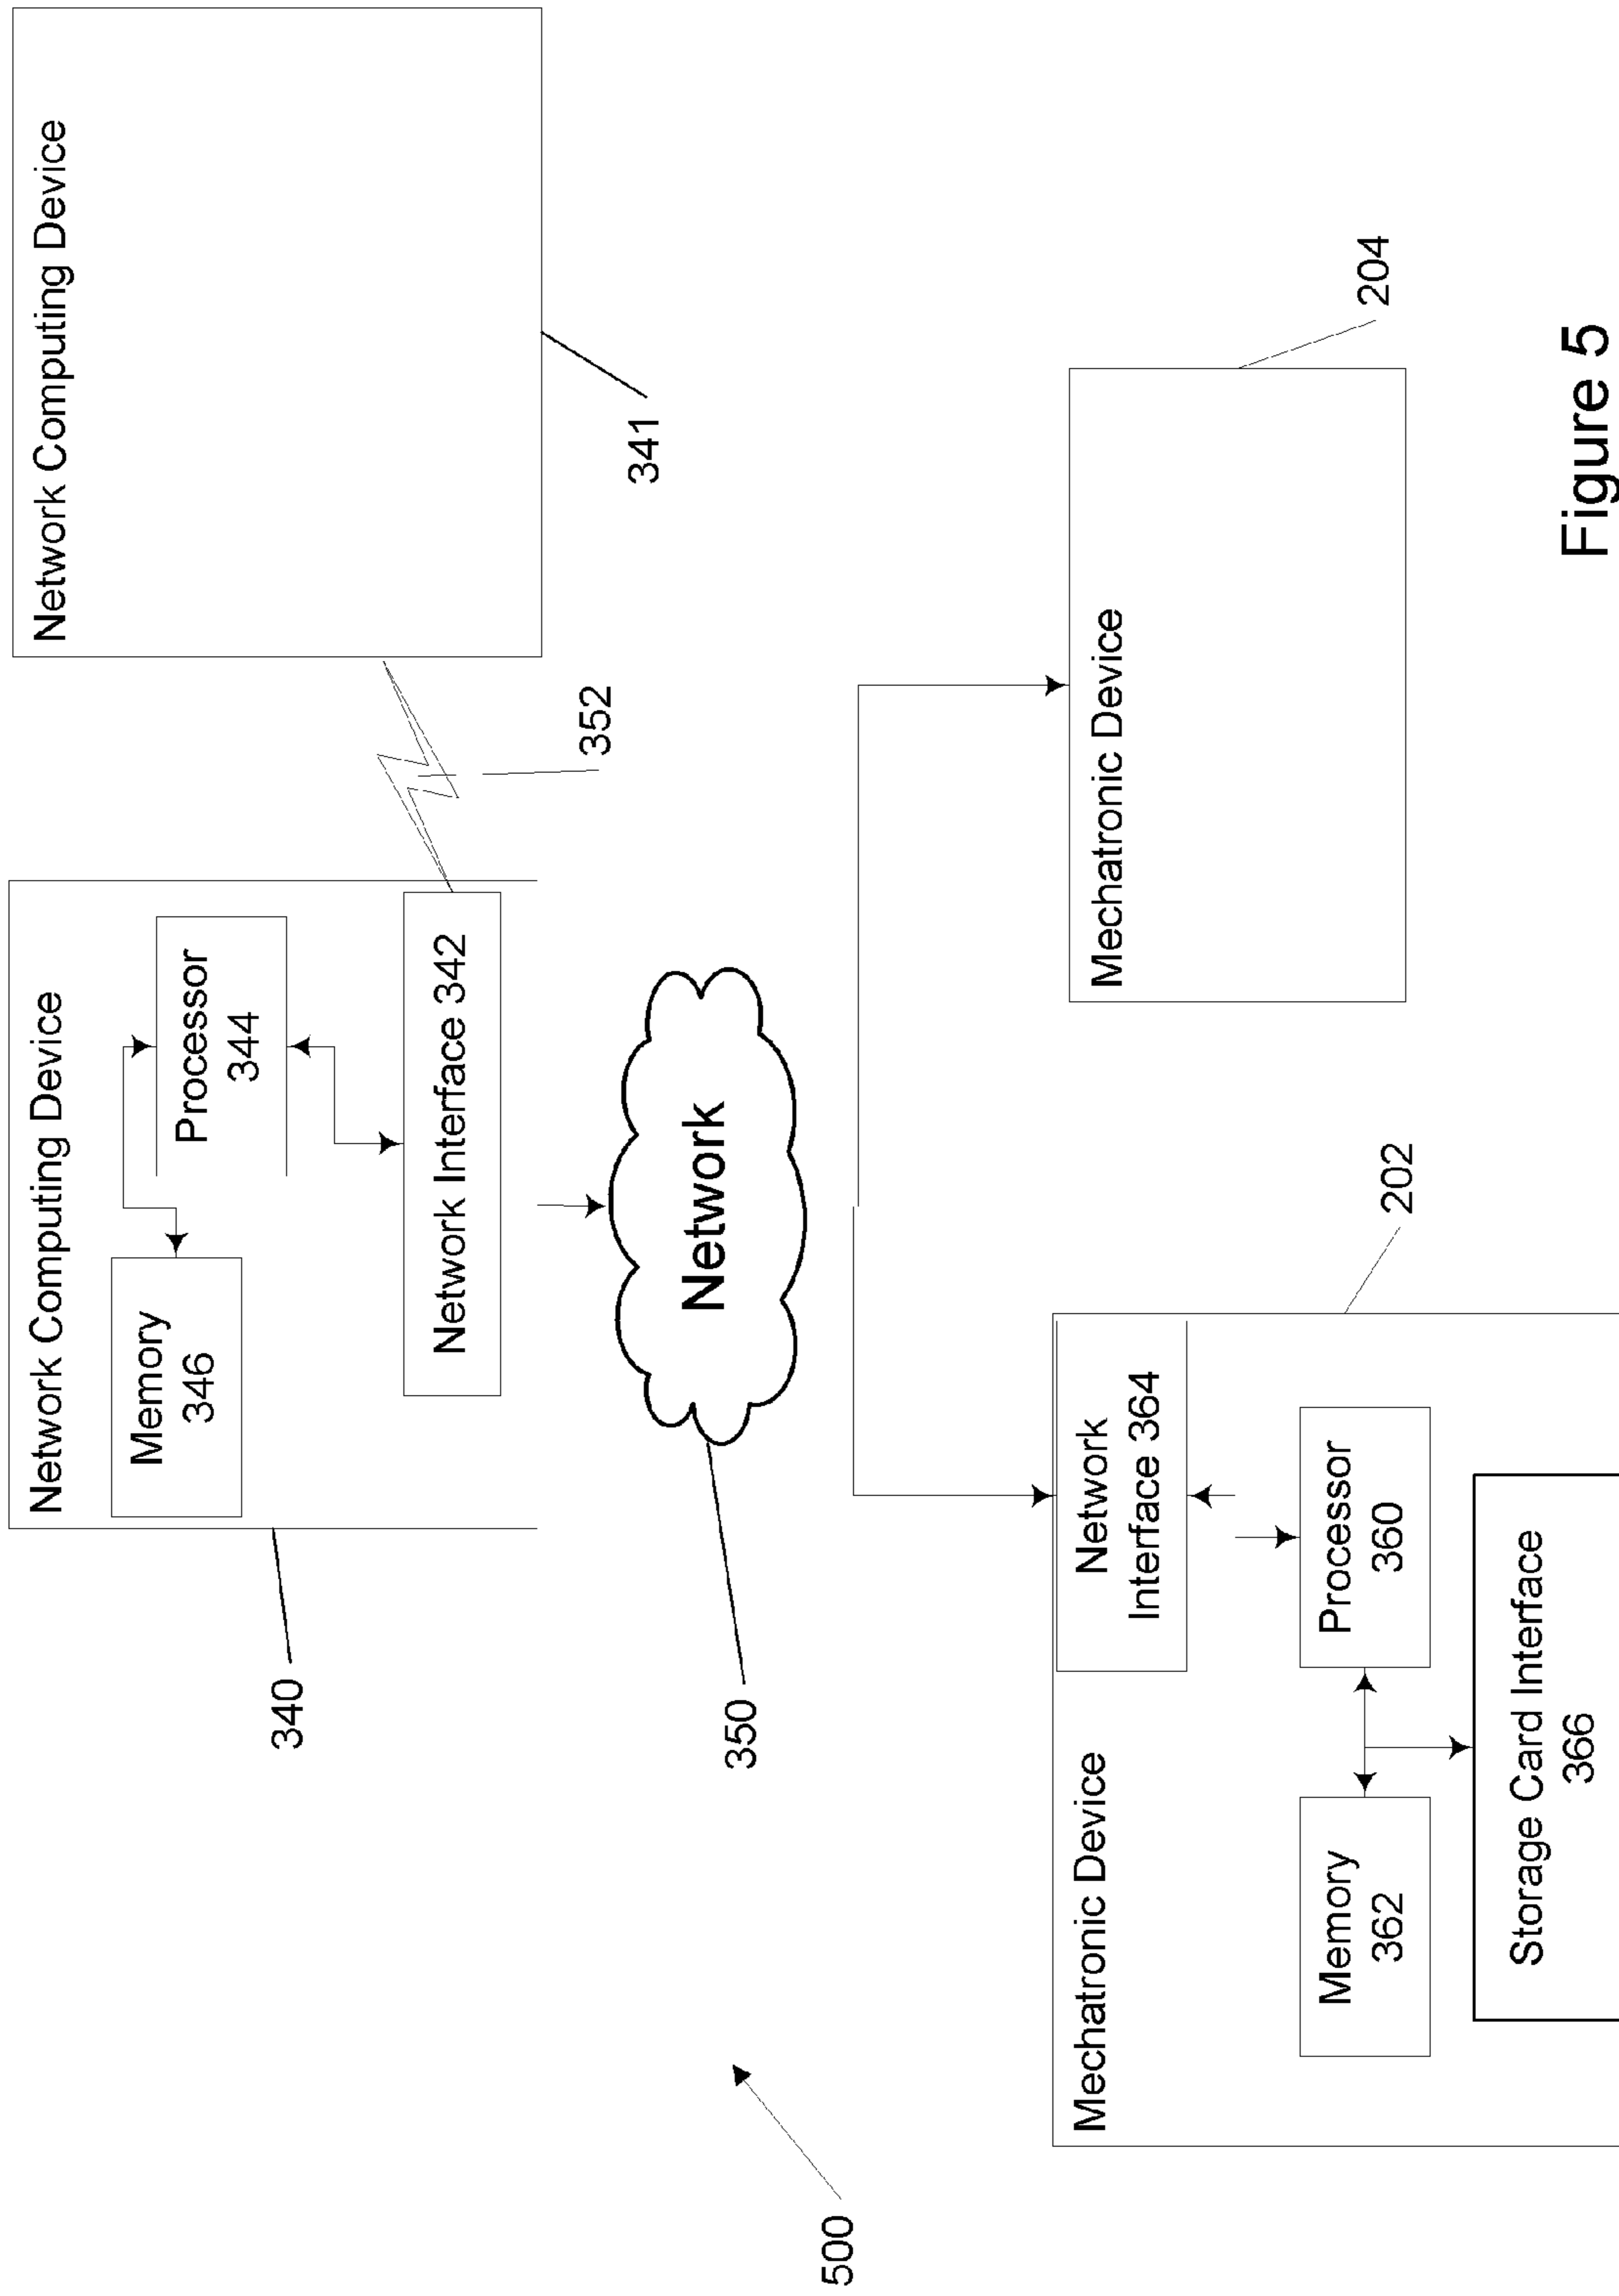 Network Computing Device
Memory
346
Processor
344
Network Interface 342
340
Network Computing Device
341
352
Network
350
500
Mechatronic Device
Network
Interface 364
Memory
362
Processor
360
Storage Card Interface
366
202
Mechatronic Device
204
Figure 5